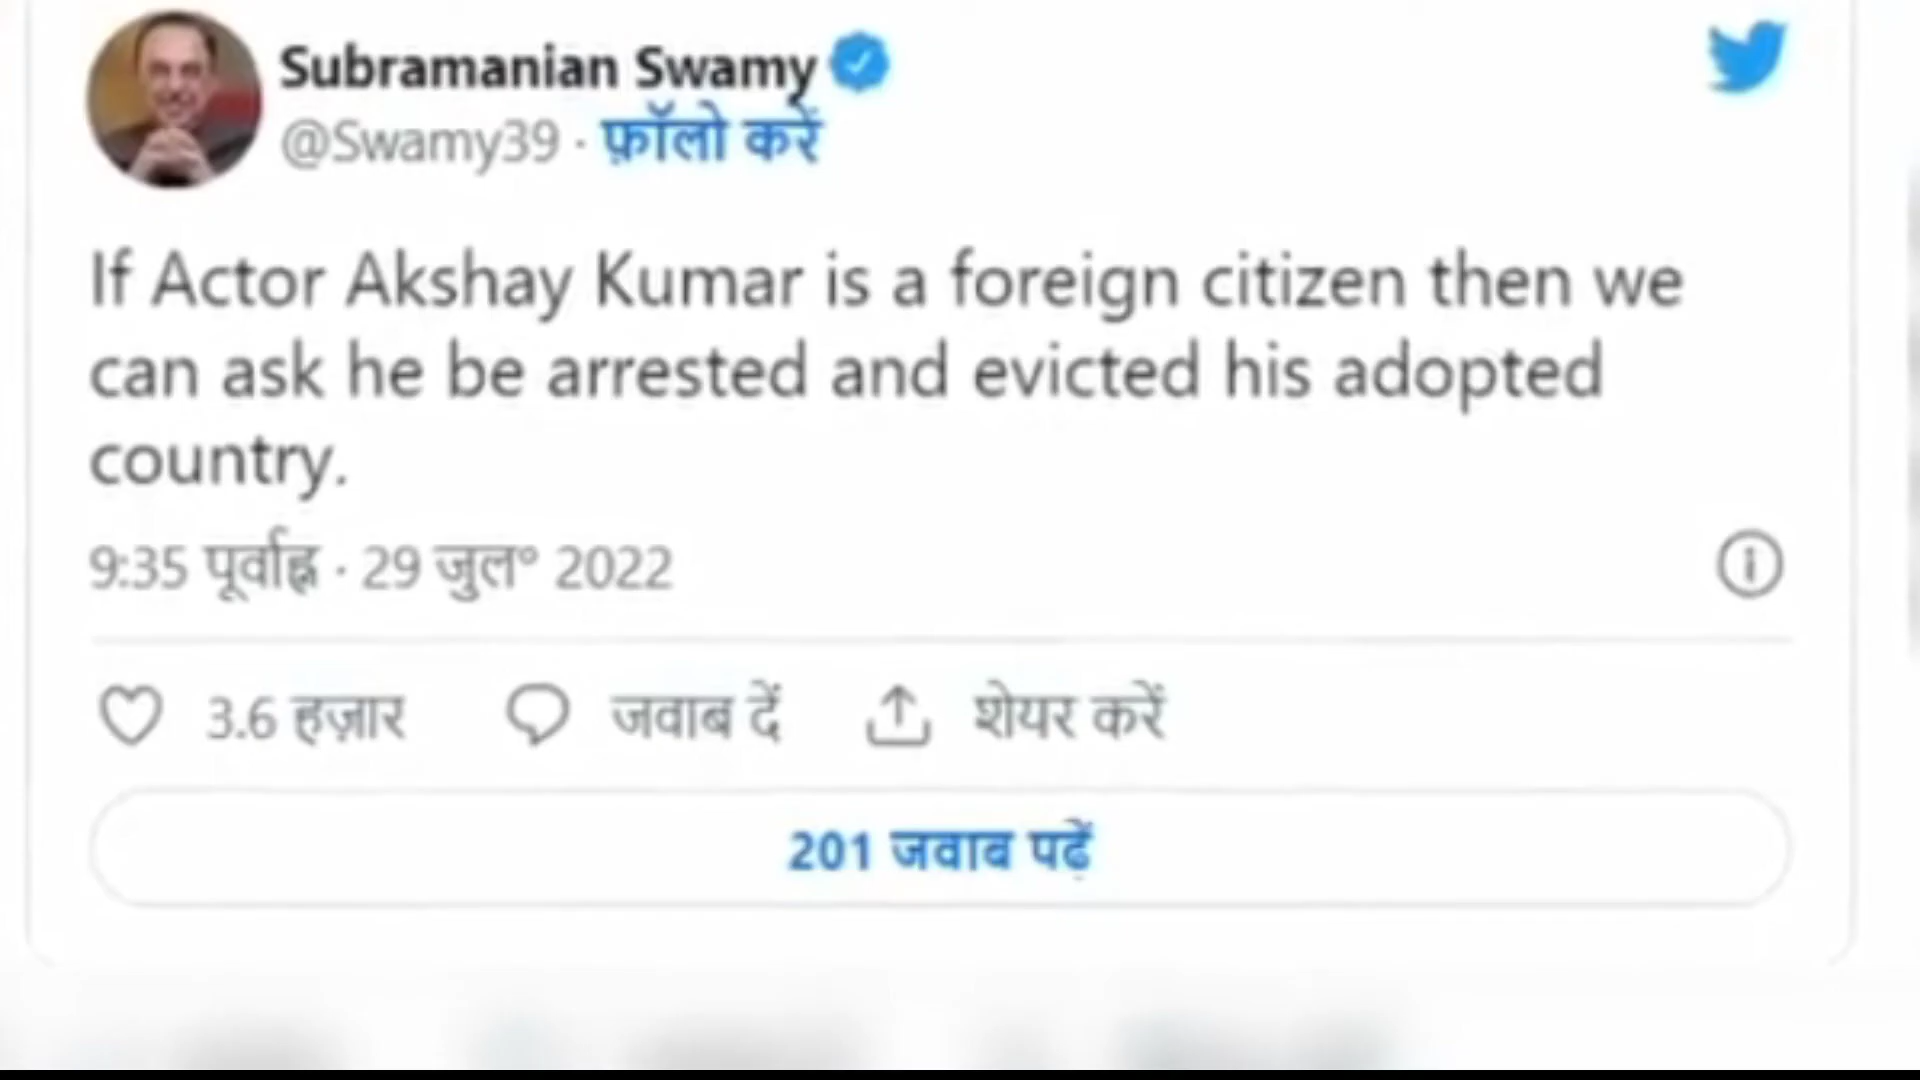 Subramanian Swamy
@Swamy39 · फ़ॉलो करें
If Actor Akshay Kumar is a foreign citizen then we
can ask he be arrested and evicted his adopted
country.
9:35 पूर्वाह्न · 29 जुल॰ 2022
3.6 हज़ार जवाब दें शेयर करें
201 जवाब पढ़ें